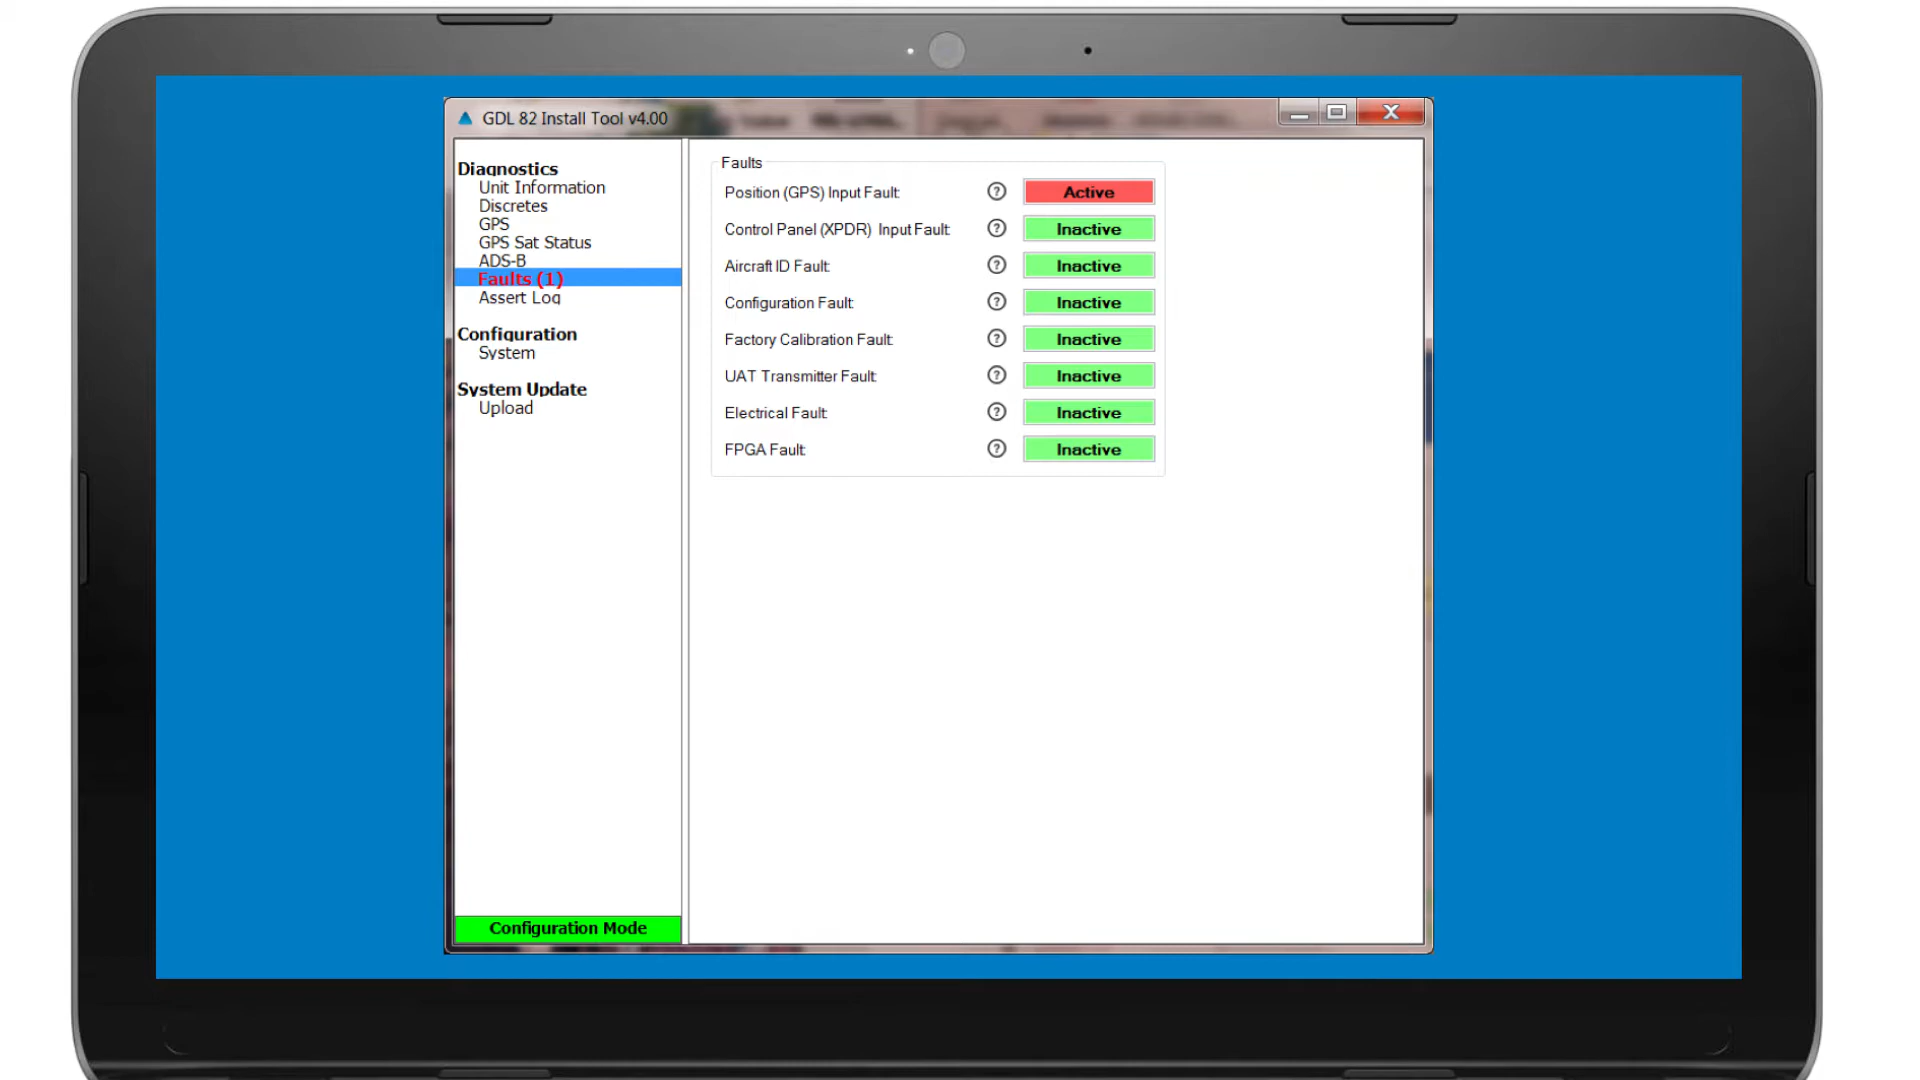 GDL 82 Install Tool v4.00
Diagnostics
Unit Information
Discretes
GPS
GPS Sat Status
ADS-B
Faults (1)
Assert Log
Configuration
System
System Update
Upload
Configuration Mode
Faults
Position (GPS) Input Fault: Active
Control Panel (XPDR) Input Fault: Inactive
Aircraft ID Fault: Inactive
Configuration Fault: Inactive
Factory Calibration Fault: Inactive
UAT Transmitter Fault: Inactive
Electrical Fault: Inactive
FPGA Fault: Inactive